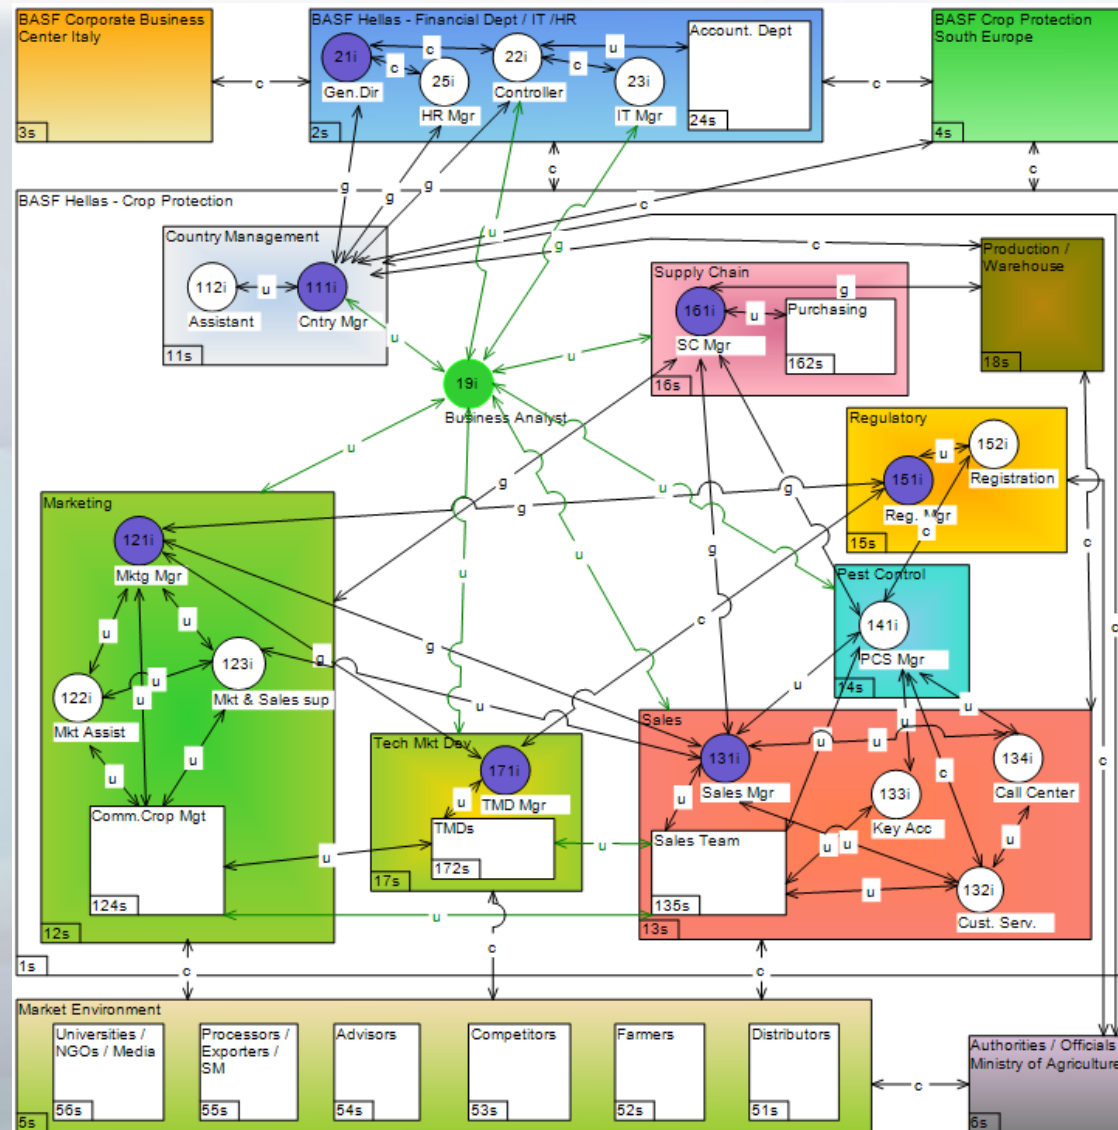 BASF Corporate Business
Center Italy
3s
c
BASF Hellas - Financial Dept / IT /HR
21i
Gen.Dir
c
c
25i
HR Mgr
22i
Controller
c
u
23i
IT Mgr
Account. Dept
24s
2s
c
BASF Crop Protection
South Europe
4s
c
c
BASF Hellas - Crop Protection
g
g
g
u
g
c
g
c
Country Management
112i
Assistant
u
111i
Cntry Mgr
11s
u
19i
Business Analyst
u
u
Supply Chain
161i
SC Mgr
g
u
Purchasing
162s
16s
Production /
Warehouse
18s
Regulatory
151i
Reg. Mgr
u
152i
Registration
c
15s
g
g
g
u
u
u
g
c
c
c
Marketing
121i
Mktg Mgr
u
u
122i
Mkt Assist
u
u
123i
Mkt & Sales sup
u
u
Comm.Crop Mgt
124s
12s
g
g
u
c
Pest Control
141i
PCS Mgr
14s
u
Tech Mkt Dev
171i
TMD Mgr
u
TMDs
172s
17s
u
u
u
Sales
131i
Sales Mgr
u
u
u
u
u
c
134i
Call Center
133i
Key Acc
u
u
u
u
132i
Cust. Serv.
Sales Team
135s
13s
c
1s
c
c
c
Market Environment
Universities /
NGOs / Media
56s
Processors /
Exporters /
SM
55s
Advisors
54s
Competitors
53s
Farmers
52s
Distributors
51s
5s
c
Authorities / Officials
Ministry of Agriculture
6s